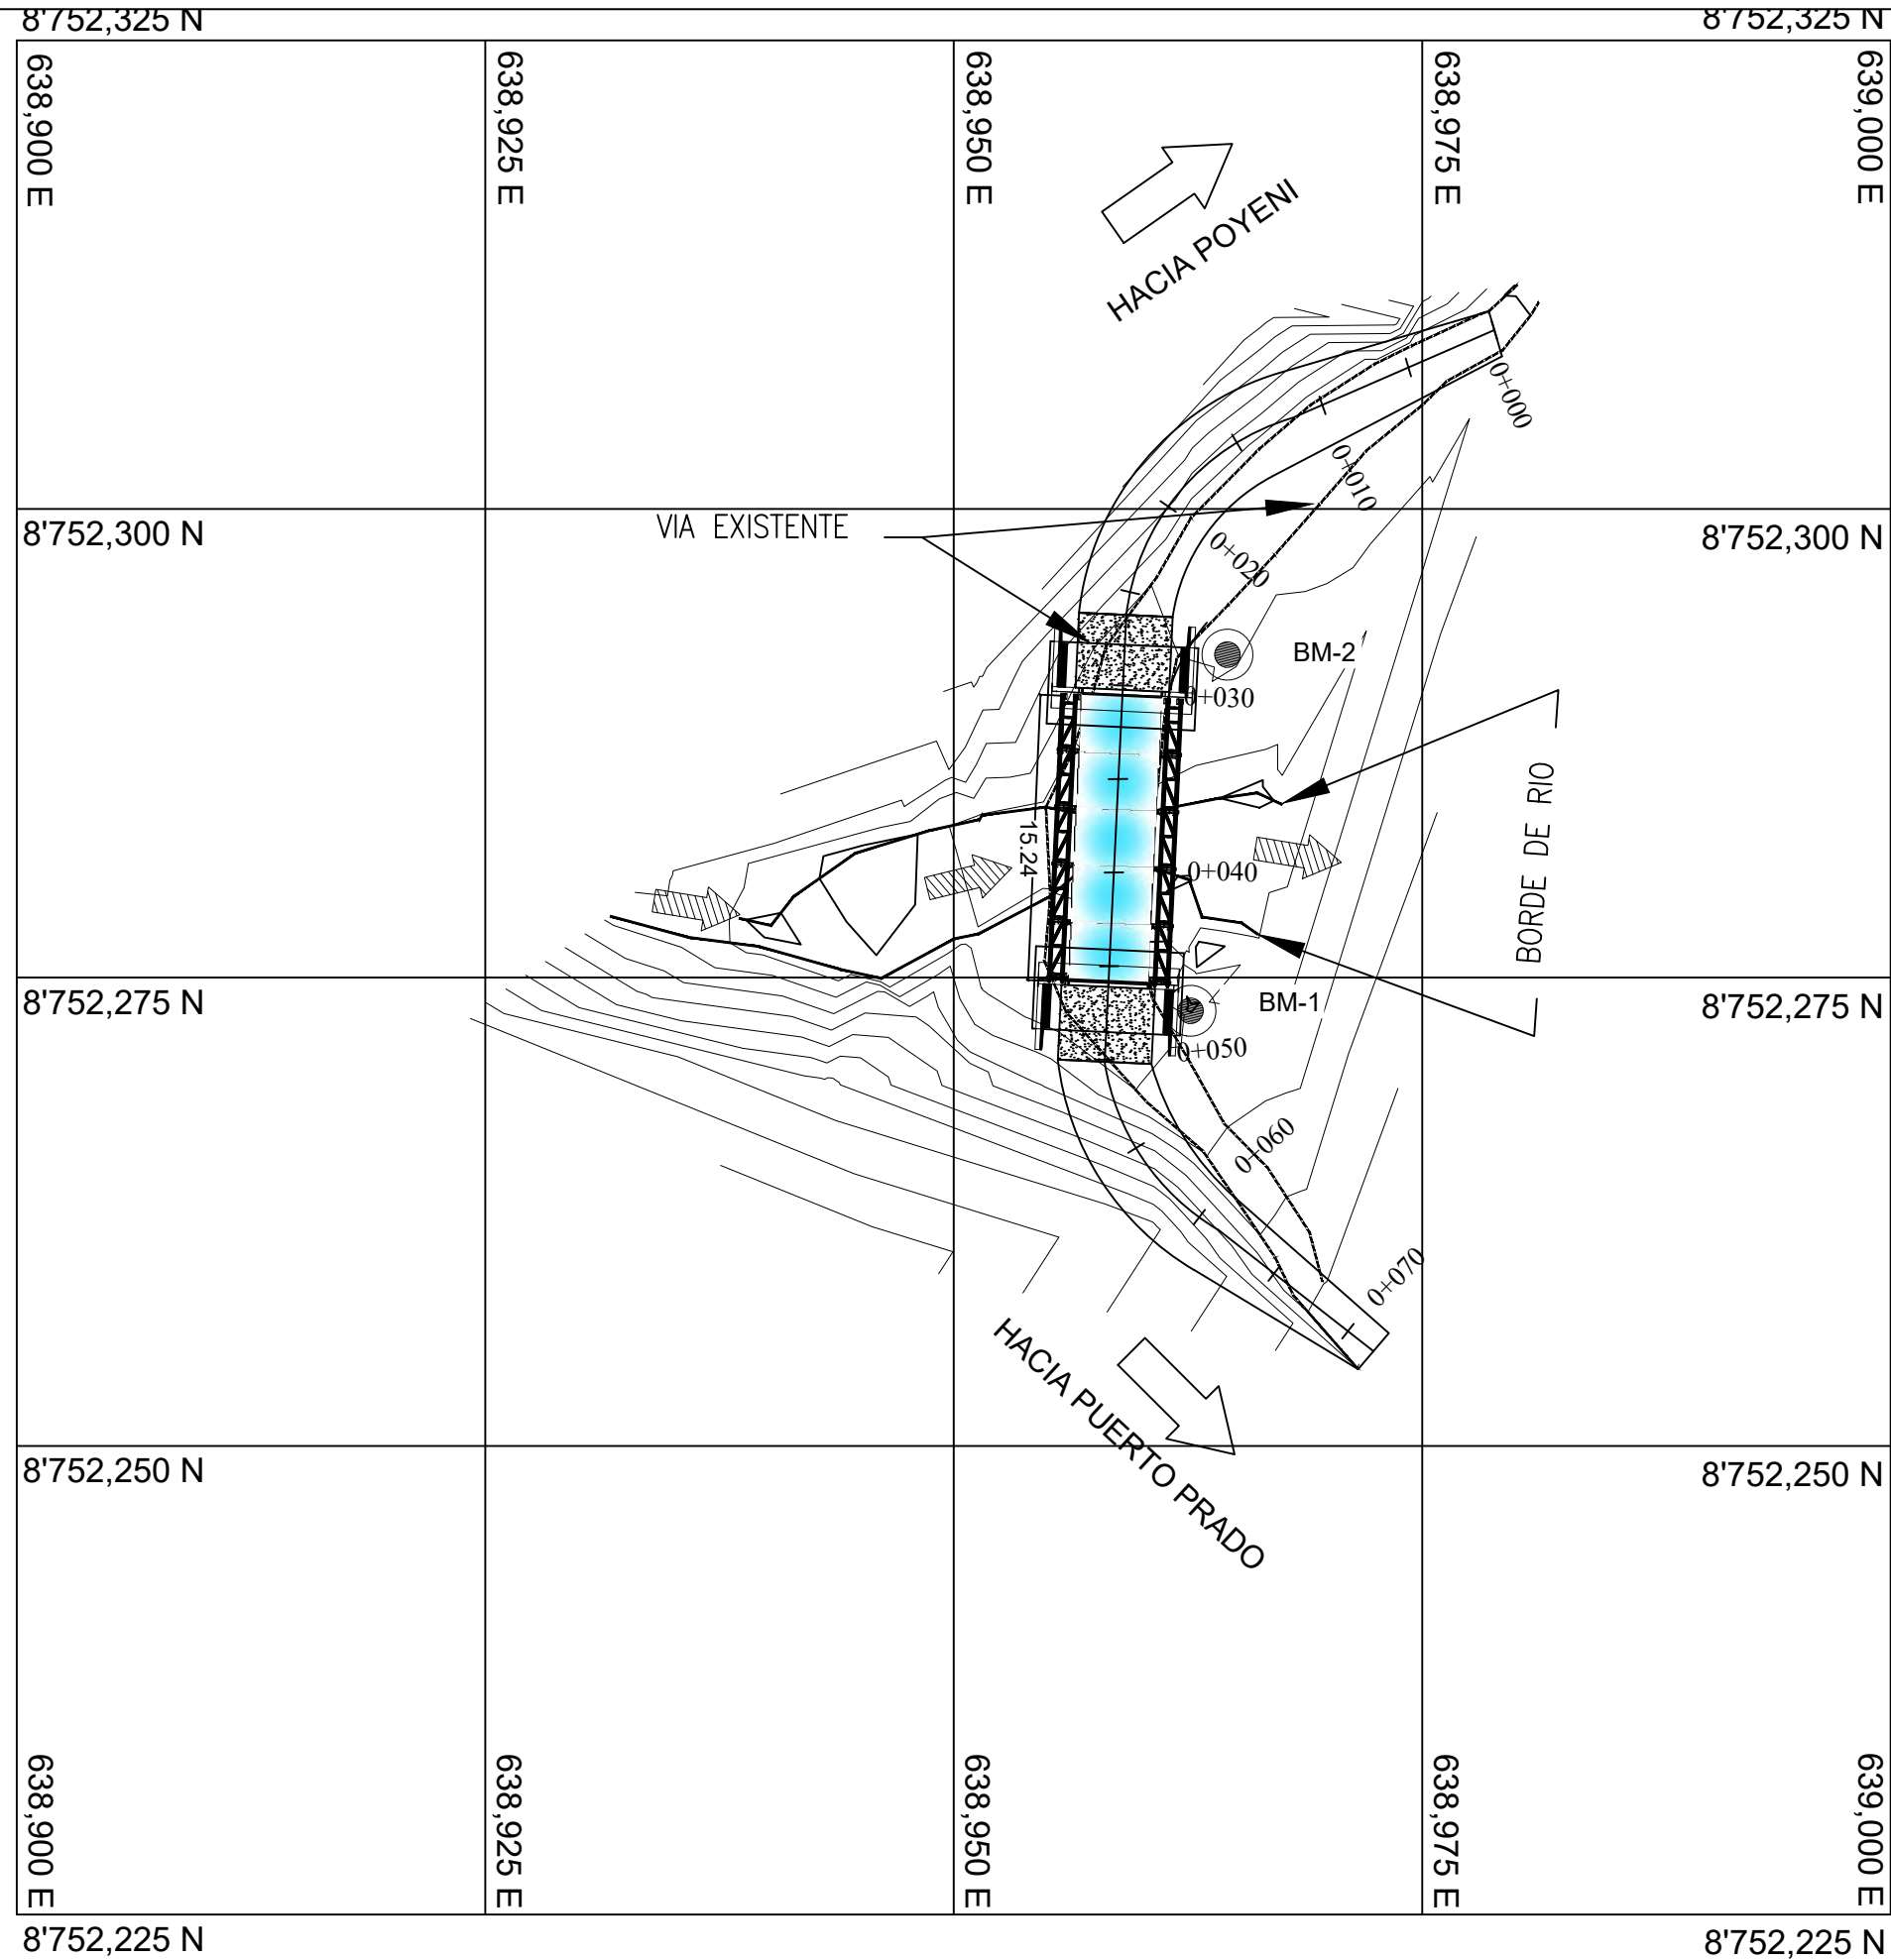 8'752,325 N
8'752,325 N
638,900 E
638,925 E
638,950 E
638,975 E
639,000 E
HACIA POYENI
0+000
0+010
8'752,300 N
VIA EXISTENTE
8'752,300 N
0+020
BM-2
0+030
BORDE DE RIO
15.24
0+040
8'752,275 N
BM-1
8'752,275 N
0+050
0+060
0+070
HACIA PUERTO PRADO
8'752,250 N
8'752,250 N
638,900 E
638,925 E
638,950 E
638,975 E
639,000 E
8'752,225 N
8'752,225 N